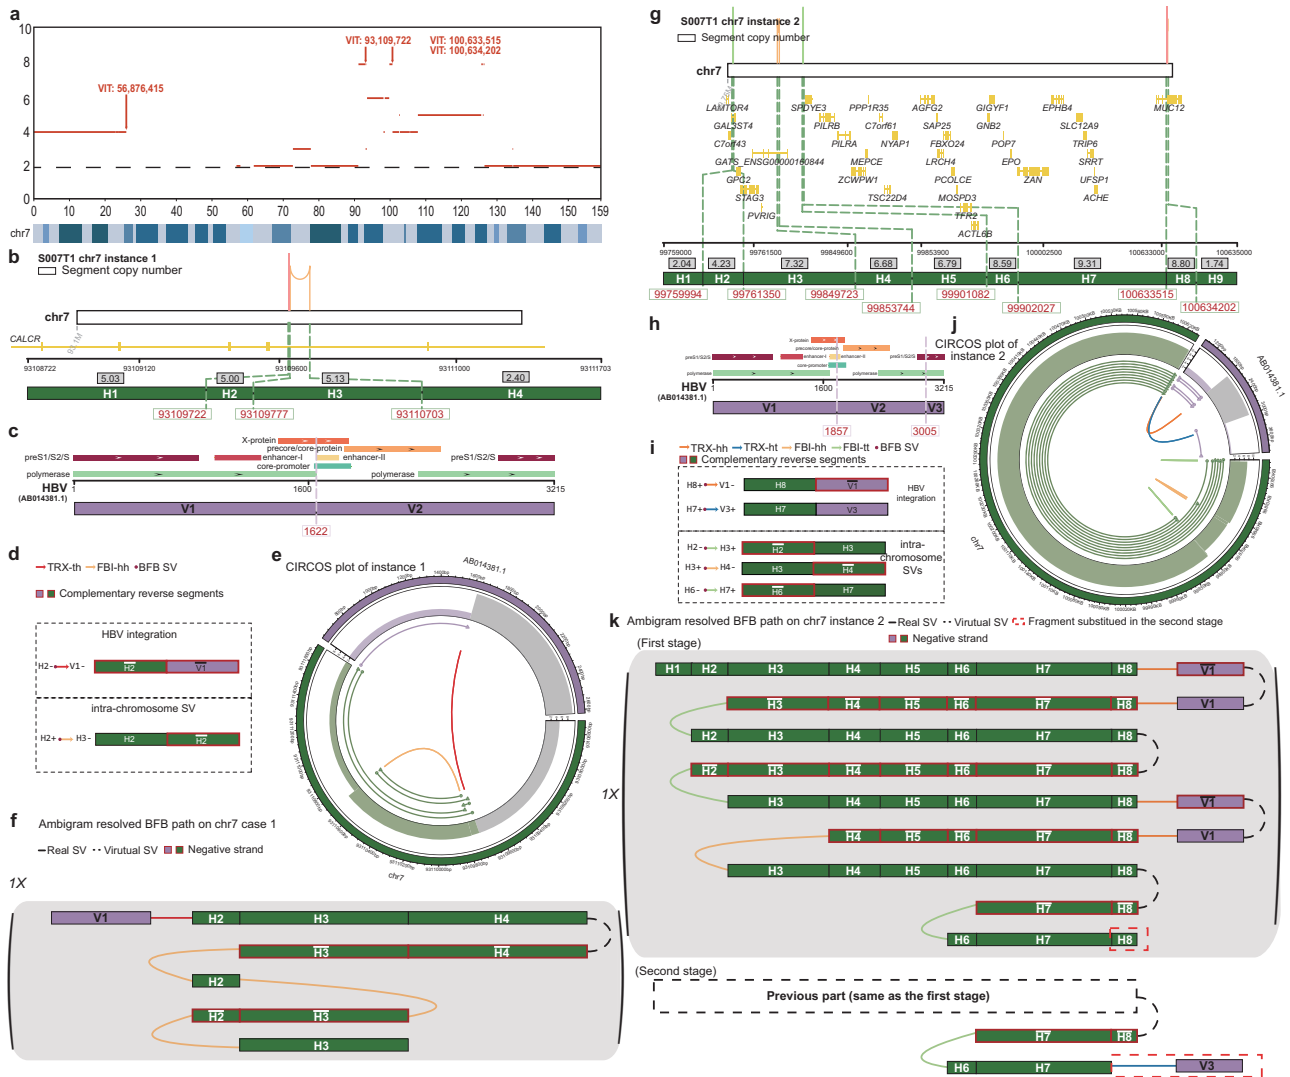 a
10
8
6
4
2
0
VIT: 56,876,415
VIT: 93,109,722
VIT: 100,633,515
VIT: 100,634,202
0 10 20 30 40 50 60 70 80 90 100 110 120 130 140 150 159
chr7
b
S007T1 chr7 instance 1
Segment copy number
chr7
93.1M
CALCR
93108722 93109120 93109600 93111000 93111703
5.03 5.00 5.13 2.40
H1 H2 H3 H4
93109722 93109777 93110703
c
X-protein
precore/core-protein
preS1/S2/S enhancer-I enhancer-II preS1/S2/S
core-promoter
polymerase polymerase
HBV
(AB014381.1)
1 1600 3215
V1 V2
1622
d
TRX-th FBI-hh BFB SV
Complementary reverse segments
HBV integration
H2- V1- H2 V1
intra-chromosome SV
H2+ H3- H2 H2
e
CIRCOS plot of instance 1
AB014381.1
chr7
f
Ambigram resolved BFB path on chr7 case 1
Real SV Virutual SV Negative strand
1X
V1 H2 H3 H4
H3 H4
H2
H2 H3
H3
g
S007T1 chr7 instance 2
Segment copy number
chr7
LAMTOR4 SPDYE3 PPP1R35 AGFG2 GIGYF1 EPHB4 MUC12
GAL3ST4 PILRB C7orf61 SAP25 GNB2 SLC12A9
C7orf43 PILRA NYAP1 FBXO24 POP7 TRIP6
GATS_ENSG00000160844 MEPCE LRCH4 EPO SRRT
GPC2 ZCWPW1 PCOLCE ZAN UFSP1
STAG3 TSC22D4 MOSPD3 ACHE
PVRIG TFR2
ACTL6B
99759000 99761500 99849600 99853900 100002500 100633000 100635000
2.04 4.23 7.32 6.68 6.79 8.59 9.31 8.80 1.74
H1 H2 H3 H4 H5 H6 H7 H8 H9
99759994 99761350 99849723 99853744 99901082 99902027 100633515 100634202
h
X-protein
precore/core-protein
preS1/S2/S enhancer-I enhancer-II preS1/S2/S
core-promoter
polymerase polymerase
HBV
(AB014381.1)
1600 3215
V1 V2 V3
1857 3005
i
TRX-hh TRX-ht FBI-hh FBI-tt BFB SV
Complementary reverse segments
H8+ V1- H8 V1
H7+ V3+ H7 V3
HBV
integration
H2- H3+ H2 H3
H3+ H4- H3 H4
H6- H7+ H6 H7
intra-
chromosome
SVs
j
CIRCOS plot of
instance 2
AB014381.1
chr7
k
Ambigram resolved BFB path on chr7 instance 2
Real SV Virutual SV Fragment substitued in the second stage
Negative strand
(First stage)
1X
H1 H2 H3 H4 H5 H6 H7 H8 V1
H3 H4 H5 H6 H7 H8 V1
H2 H3 H4 H5 H6 H7 H8
H2 H3 H4 H5 H6 H7 H8
H3 H4 H5 H6 H7 H8 V1
H4 H5 H6 H7 H8 V1
H3 H4 H5 H6 H7 H8
H7 H8
H6 H7 H8
(Second stage)
Previous part (same as the first stage)
H7 H8
H6 H7 V3